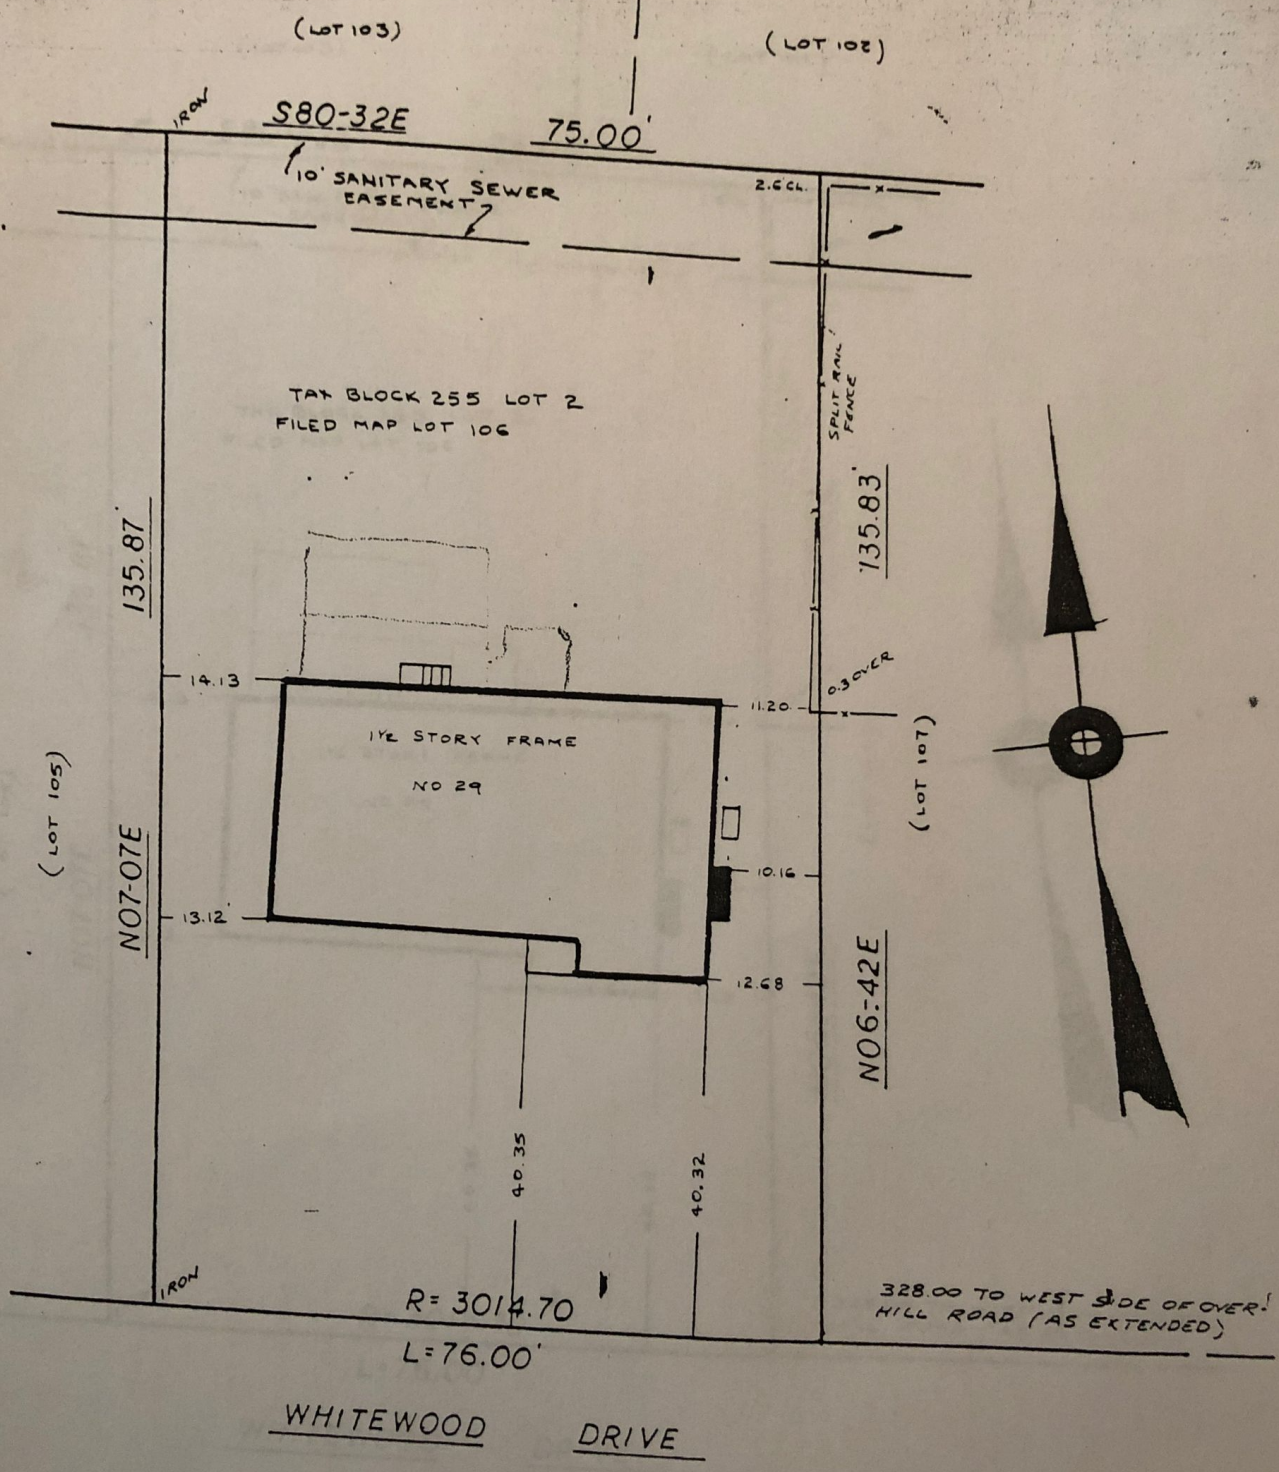 (LOT 103)
(LOT 102)
IRON
S80-32E
75.00'
10' SANITARY SEWER
EASEMENT
2.6 CL.
SPLIT RAIL
FENCE
TAX BLOCK 255 LOT 2
FILED MAP LOT 106
135.87'
135.83'
14.13
11.20
0.3 OVER
1 1/2 STORY FRAME
NO 29
(LOT 105)
(LOT 107)
N07-07E
10.16
13.12'
12.68
N06-42E
40.35
40.32
IRON
R= 3014.70
L=76.00'
328.00 TO WEST SIDE OF OVER-
HILL ROAD (AS EXTENDED)
WHITEWOOD DRIVE